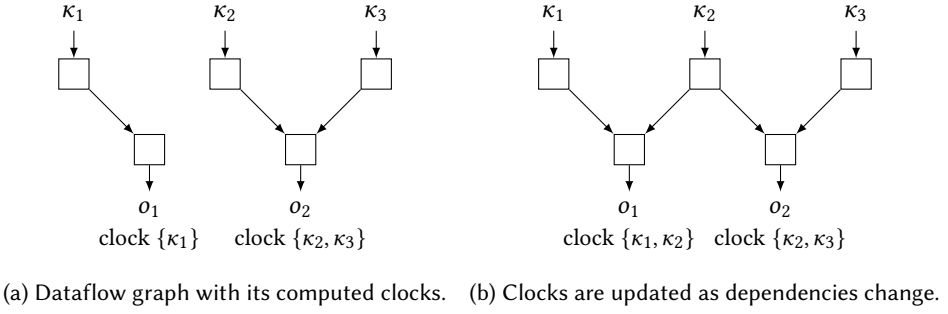 κ₁ κ₂ κ₃ κ₁ κ₂ κ₃
o₁ o₂ o₁ o₂
clock {κ₁} clock {κ₂, κ₃} clock {κ₁, κ₂} clock {κ₂, κ₃}
(a) Dataflow graph with its computed clocks. (b) Clocks are updated as dependencies change.